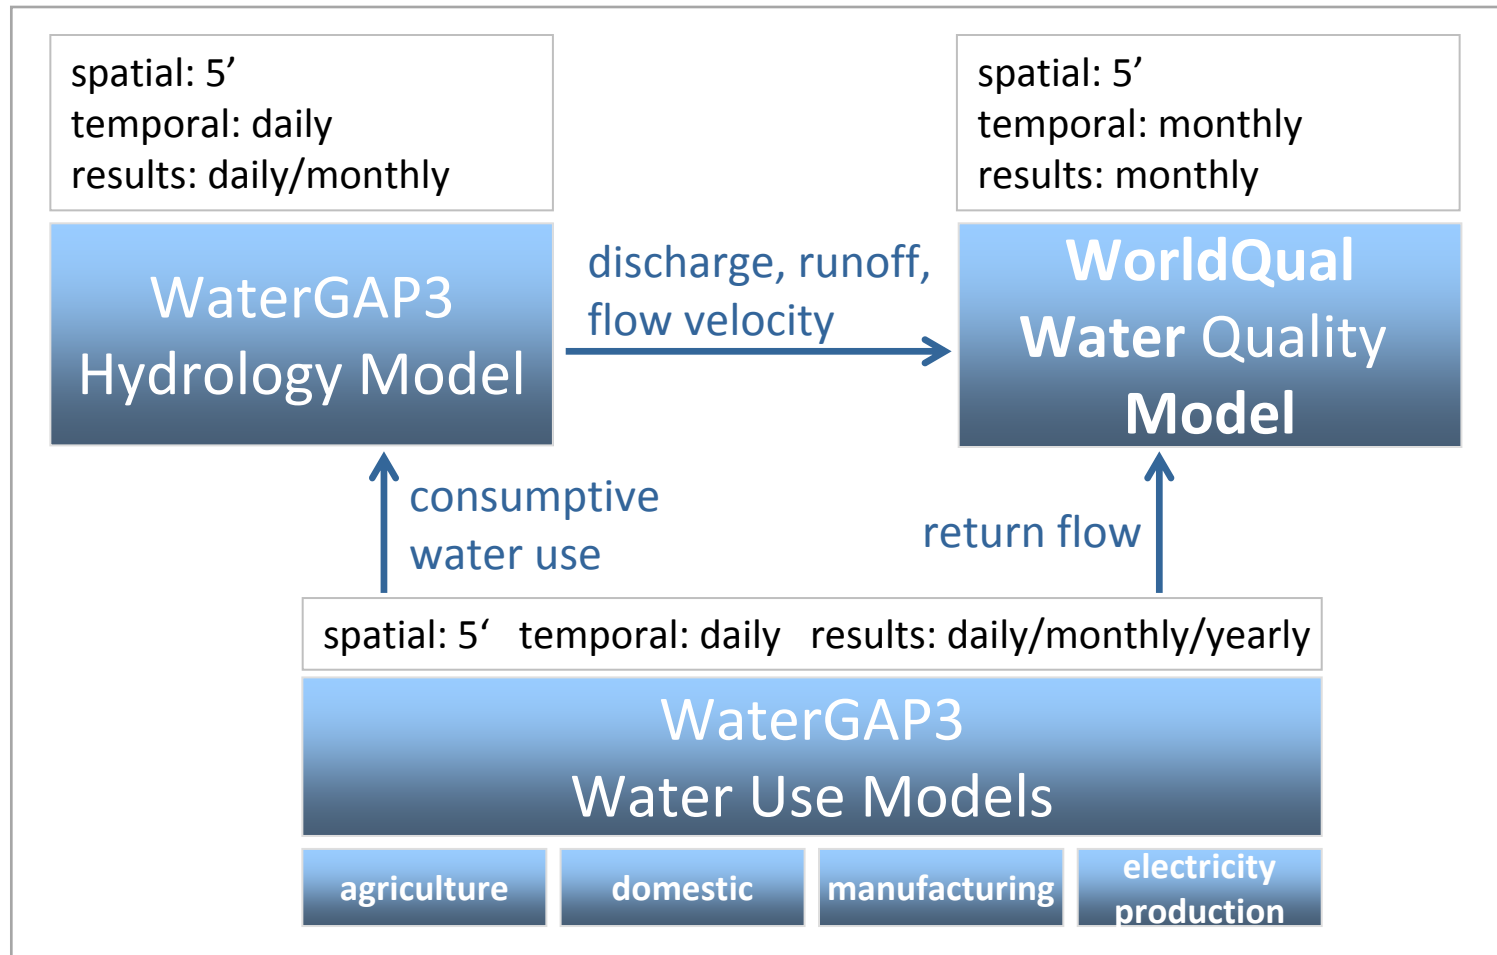 spatial: 5’
temporal: daily
results: daily/monthly
spatial: 5’
temporal: monthly
results: monthly
WaterGAP3
Hydrology Model
discharge, runoff,
flow velocity
WorldQual
Water Quality
Model
consumptive
water use
return flow
spatial: 5‘ temporal: daily results: daily/monthly/yearly
WaterGAP3
Water Use Models
agriculture
domestic
manufacturing
electricity
production